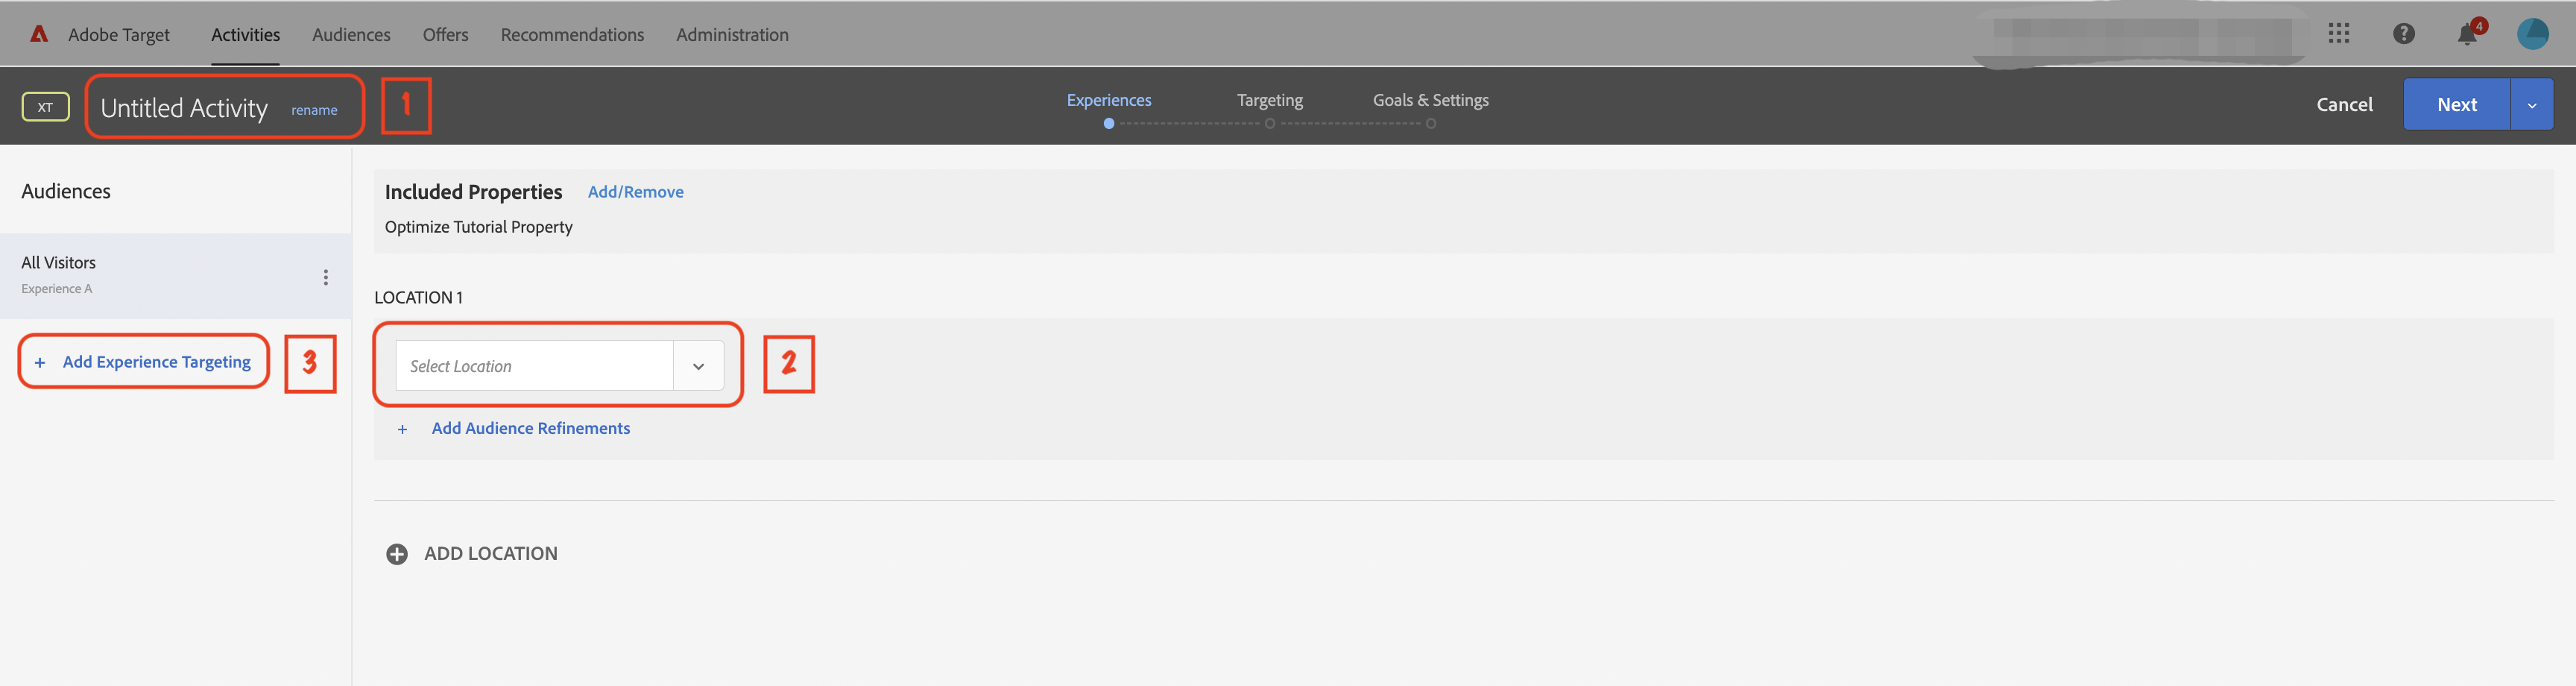 Adobe Target Activities Audiences Offers Recommendations Administration 4
XT Untitled Activity rename 1 Experiences Targeting Goals & Settings Cancel Next
Audiences
All Visitors
Experience A
+ Add Experience Targeting 3
Included Properties Add/Remove
Optimize Tutorial Property
LOCATION 1
Select Location 2
+ Add Audience Refinements
ADD LOCATION